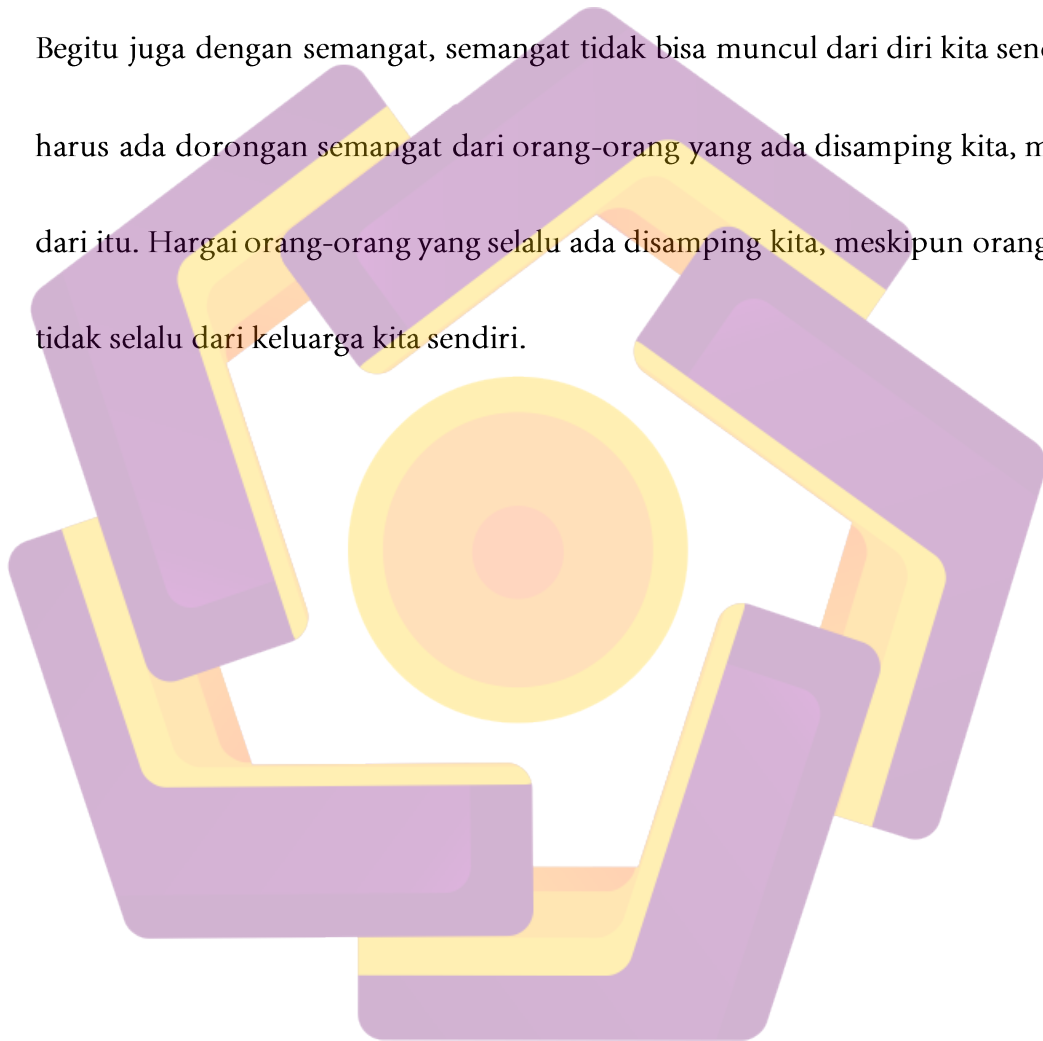 Begitu juga dengan semangat, semangat tidak bisa muncul dari diri kita
harus ada dorongan semangat dari orang-orang yang ada disamping kita,
dari itu. Hargai orang-orang yang selalu ada disamping kita, meskipun orang
tidak selalu dari keluarga kita sendiri.